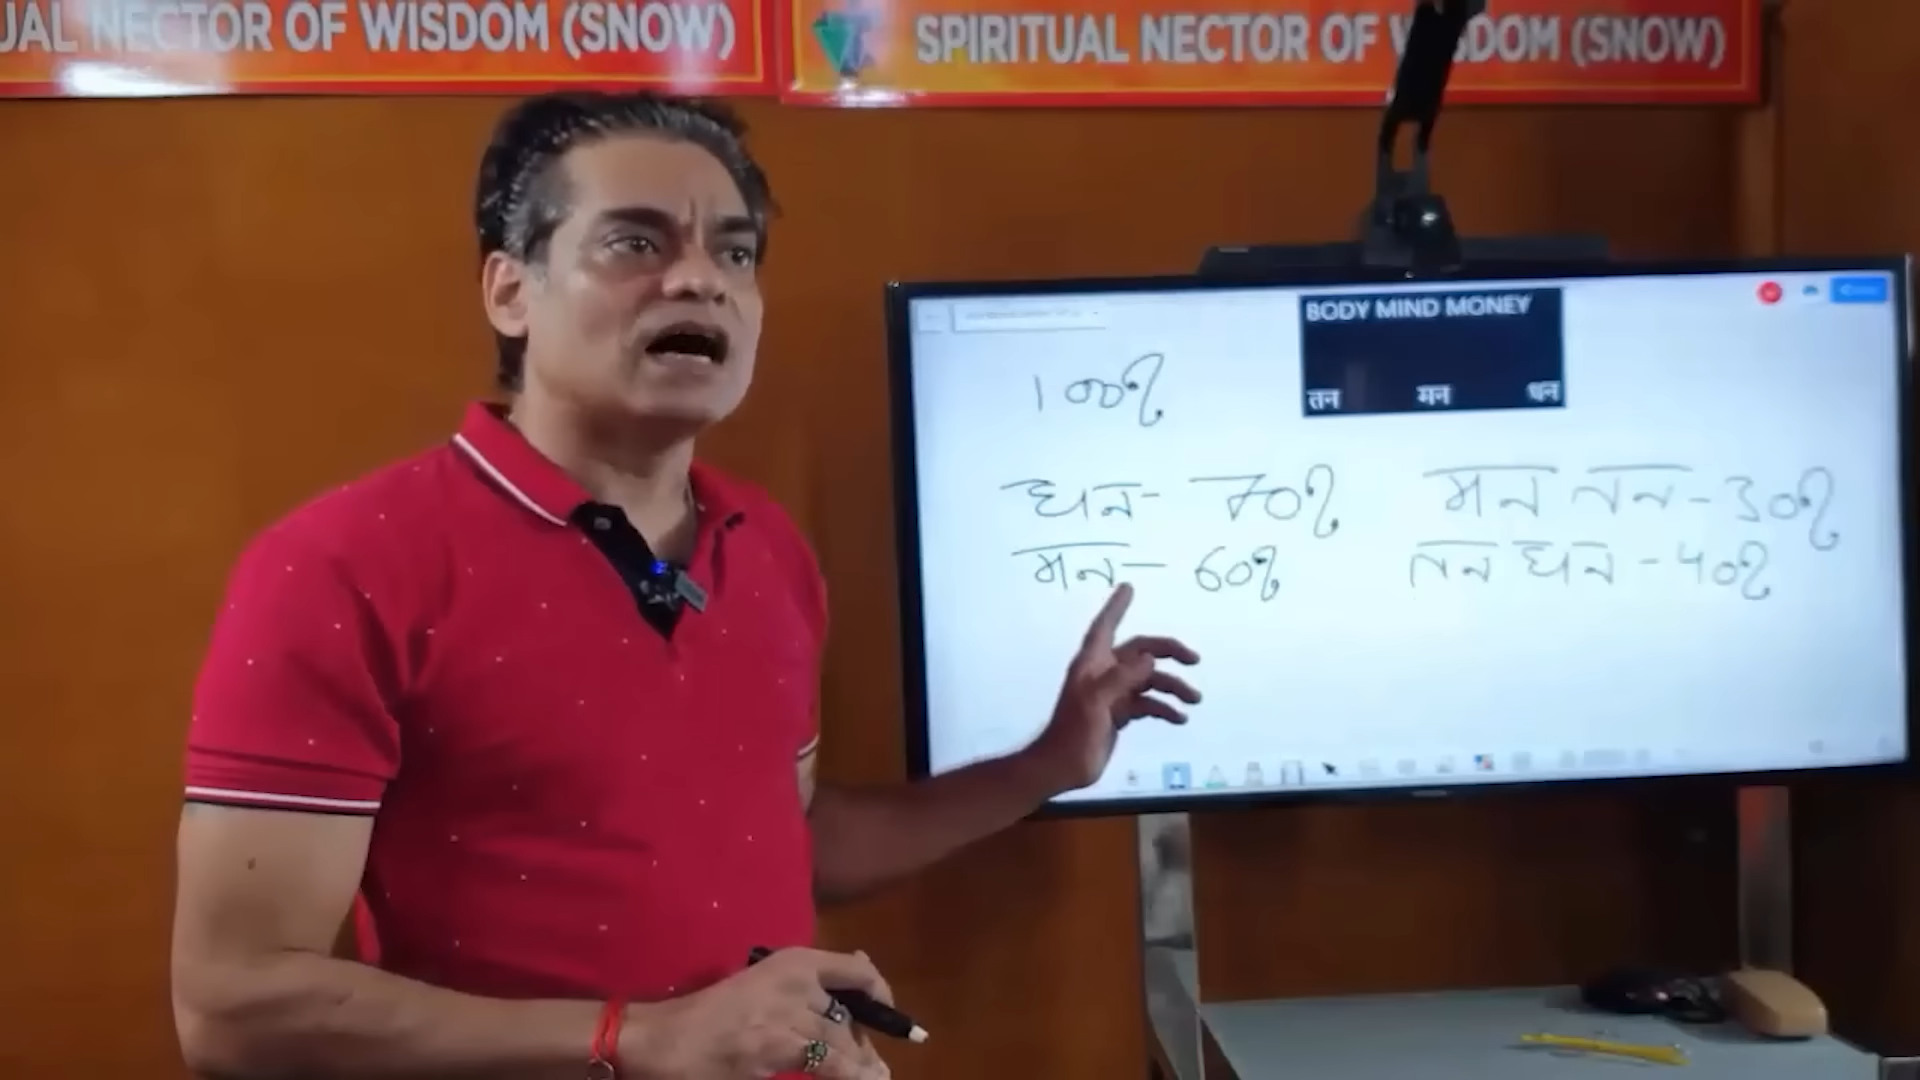 UAL NECTOR OF WISDOM (SNOW)
SPIRITUAL NECTOR OF WISDOM (SNOW)
BODY MIND MONEY
तन मन धन
100%
धन- 70% मन तन-30%
मन- 60% तन धन-40%